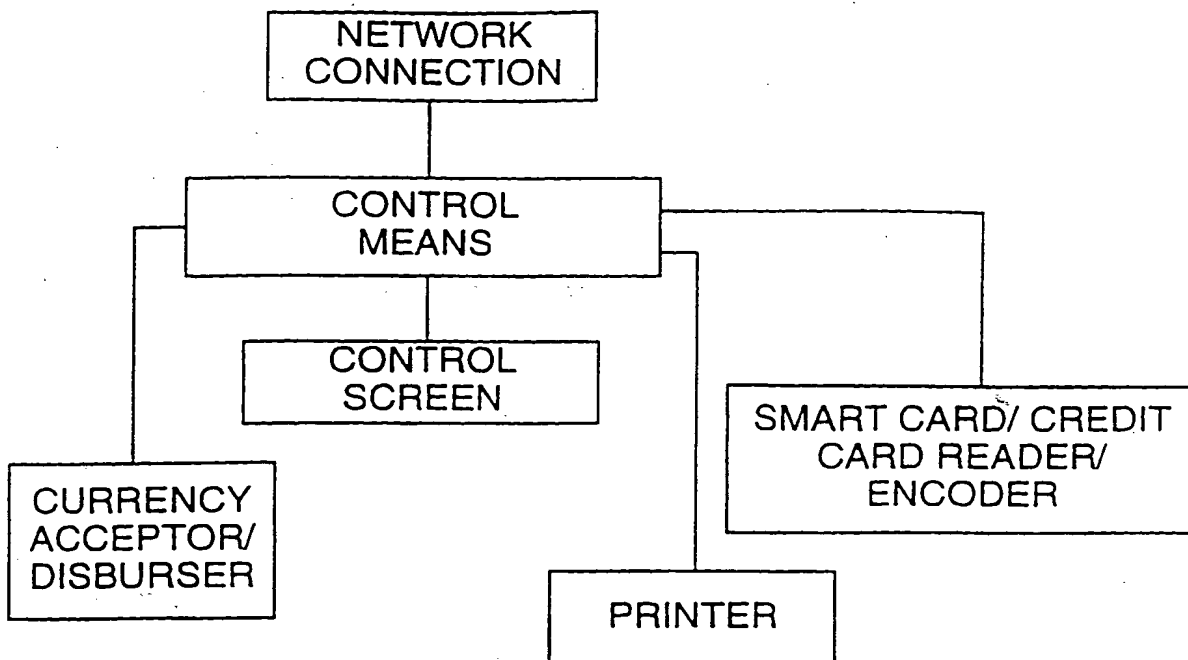 NETWORK
CONNECTION
CONTROL
MEANS
CONTROL
SCREEN
SMART CARD/ CREDIT
CARD READER/
ENCODER
CURRENCY
ACCEPTOR/
DISBURSER
PRINTER